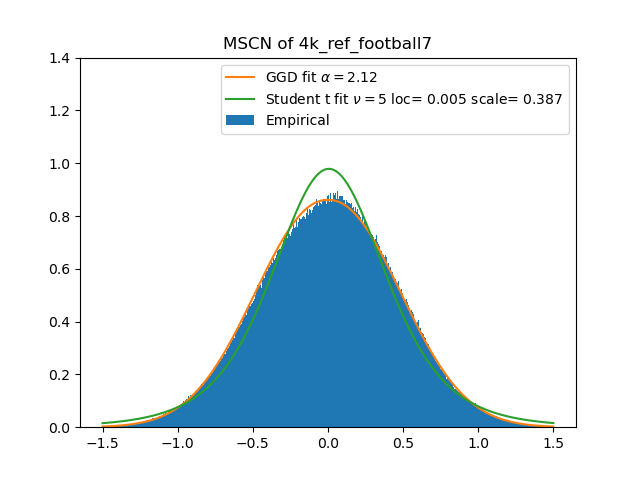 MSCN of 4k_ref_football7
GGD fit α = 2.12
Student t fit ν = 5 loc= 0.005 scale= 0.387
Empirical
1.4
1.2
1.0
0.8
0.6
0.4
0.2
0.0
−1.5 −1.0 −0.5 0.0 0.5 1.0 1.5